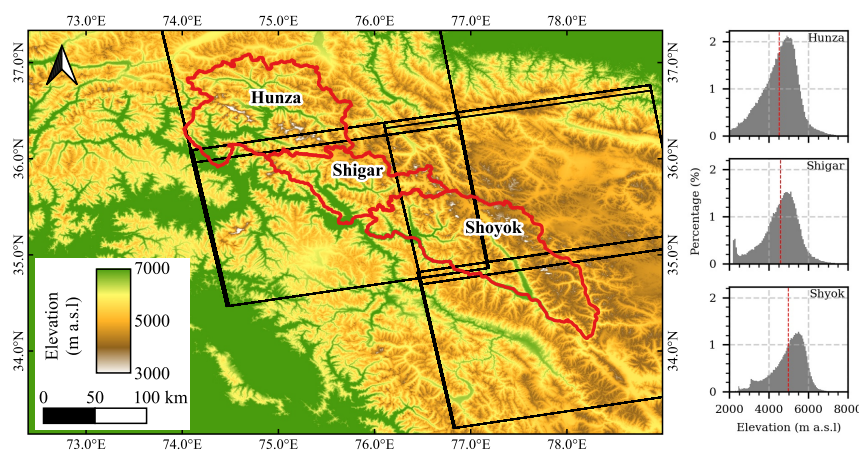 73.0°E 74.0°E 75.0°E 76.0°E 77.0°E 78.0°E
37.0°N
36.0°N
35.0°N
34.0°N
Hunza
Shigar
Shoyok
Elevation
(m a.s.l)
7000
5000
3000
0 50 100 km
73.0°E 74.0°E 75.0°E 76.0°E 77.0°E 78.0°E
37.0°N
36.0°N
35.0°N
34.0°N
Percentage (%)
Hunza
2
1
0
Shigar
2
1
0
Shyok
2
1
0
2000 4000 6000 8000
Elevation (m a.s.l)